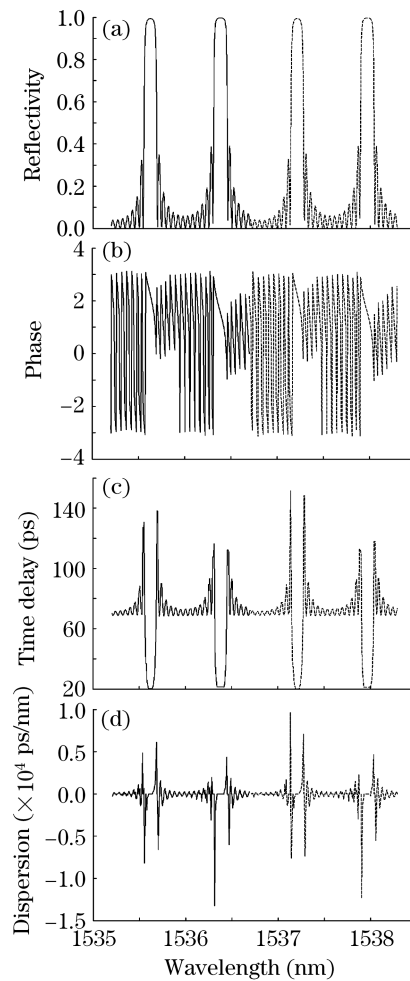 (a)
Reflectivity
1.0
0.8
0.6
0.4
0.2
0.0
(b)
Phase
4
2
0
−2
−4
(c)
Time delay (ps)
140
100
60
20
(d)
Dispersion (×10⁴ ps/nm)
1.0
0.5
0.0
−0.5
−1.0
−1.5
1535 1536 1537 1538
Wavelength (nm)